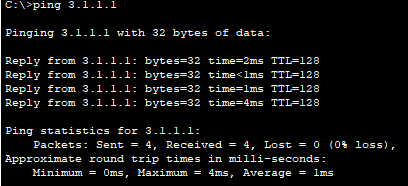 C:\>ping 3.1.1.1
Pinging 3.1.1.1 with 32 bytes of data:
Reply from 3.1.1.1: bytes=32 time=2ms TTL=128
Reply from 3.1.1.1: bytes=32 time<1ms TTL=128
Reply from 3.1.1.1: bytes=32 time=1ms TTL=128
Reply from 3.1.1.1: bytes=32 time=4ms TTL=128
Ping statistics for 3.1.1.1:
Packets: Sent = 4, Received = 4, Lost = 0 (0% loss),
Approximate round trip times in milli-seconds:
Minimum = 0ms, Maximum = 4ms, Average = 1ms